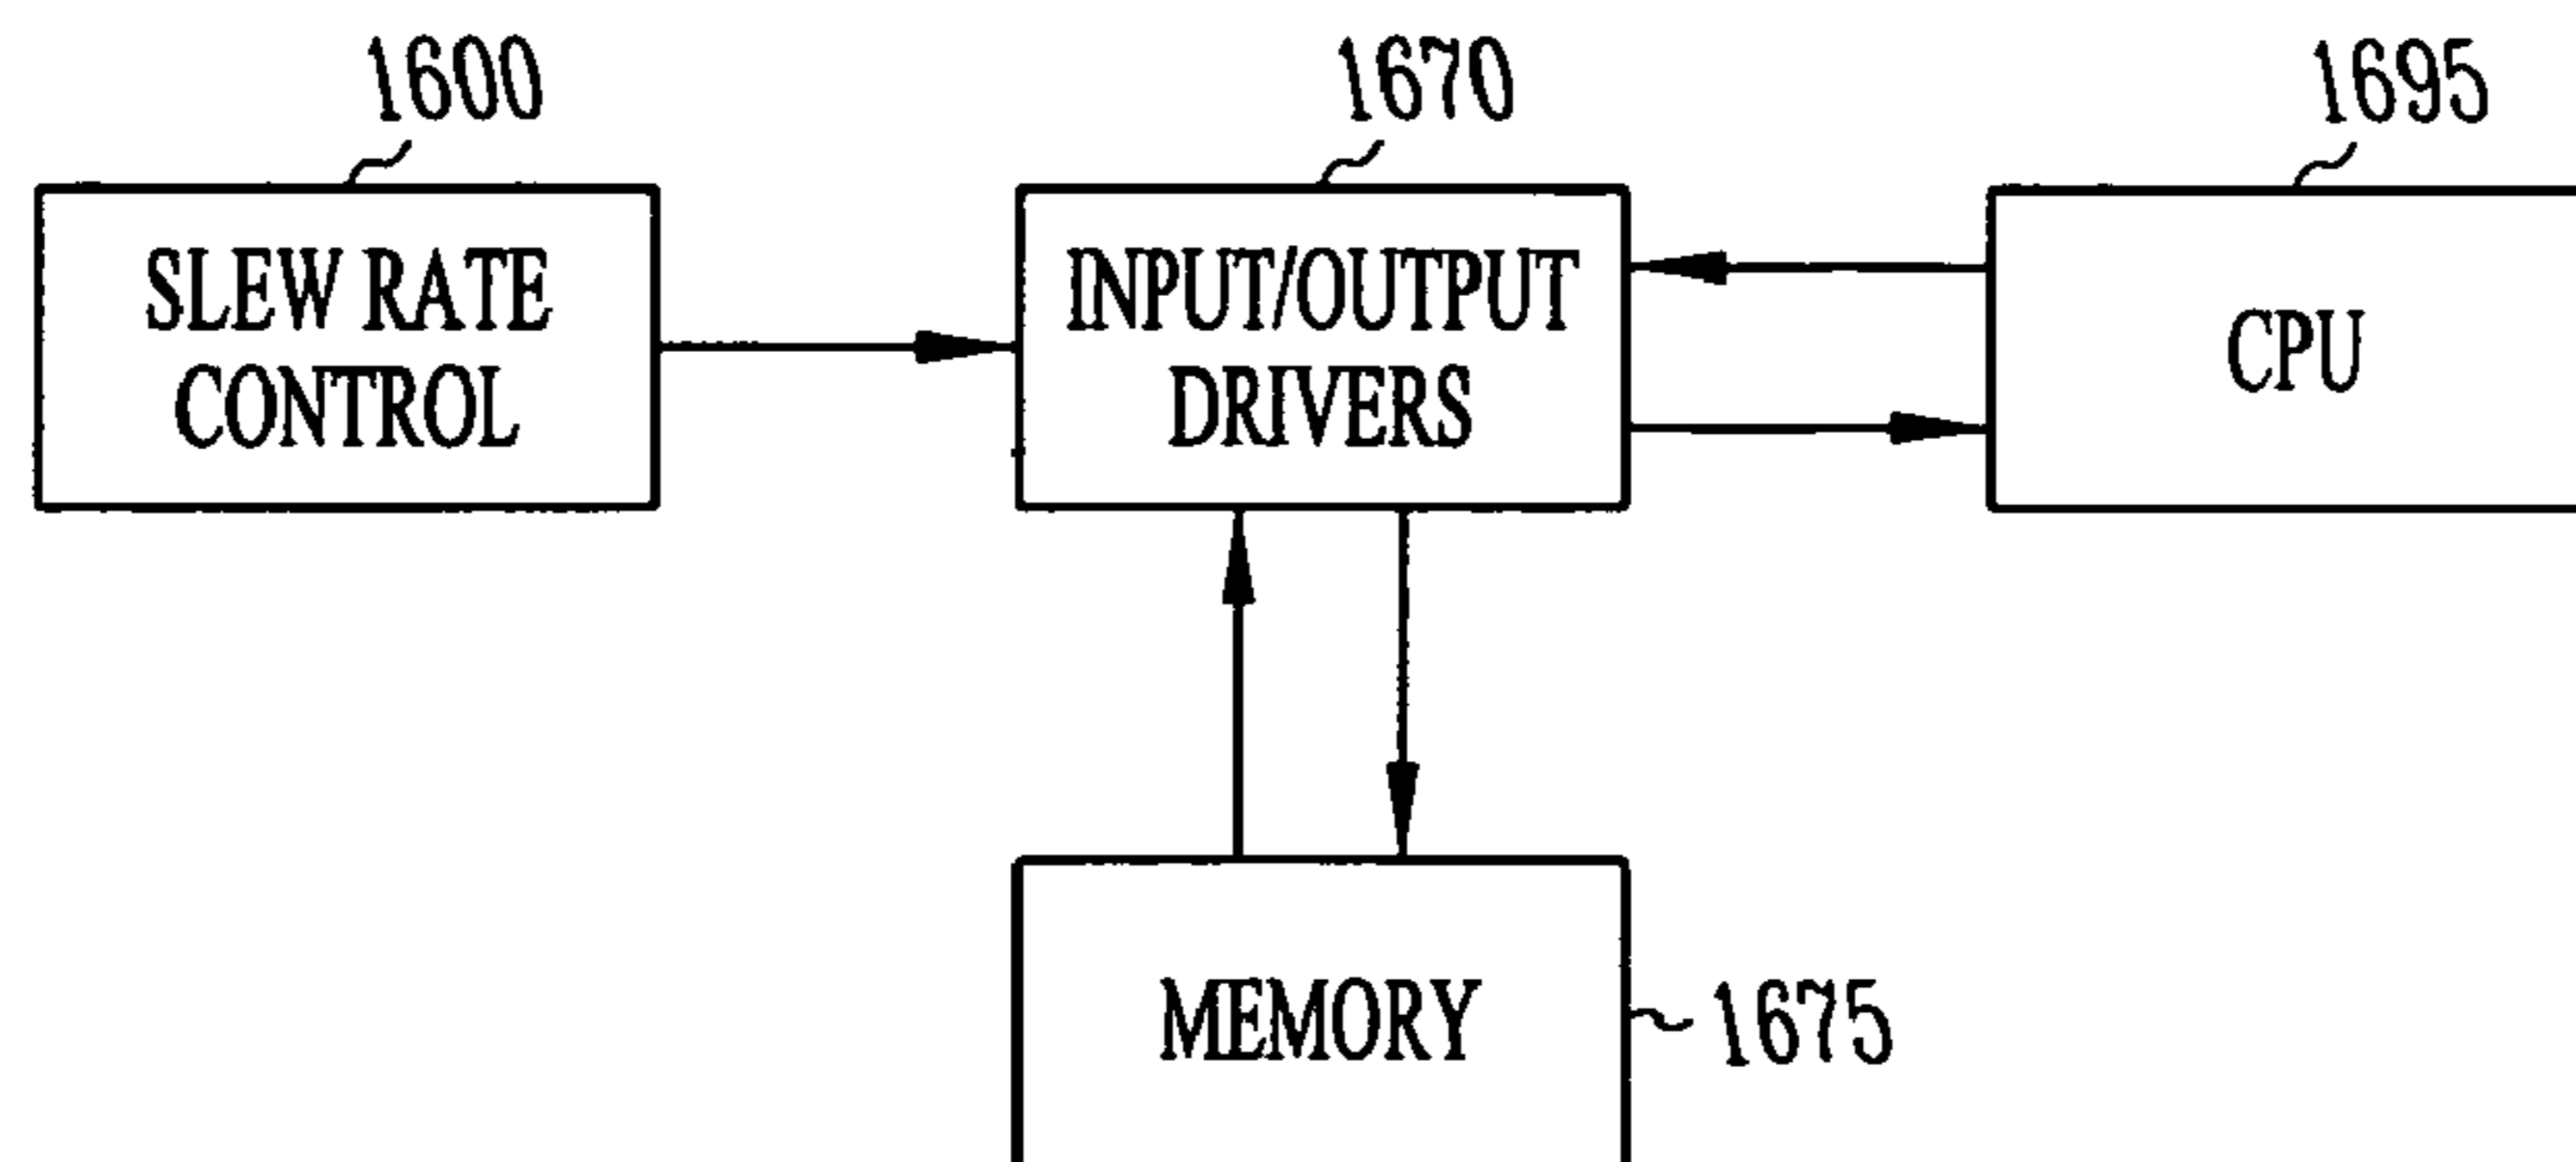 1600
1670
1695
SLEW RATE
CONTROL
INPUT/OUTPUT
DRIVERS
CPU
MEMORY
1675